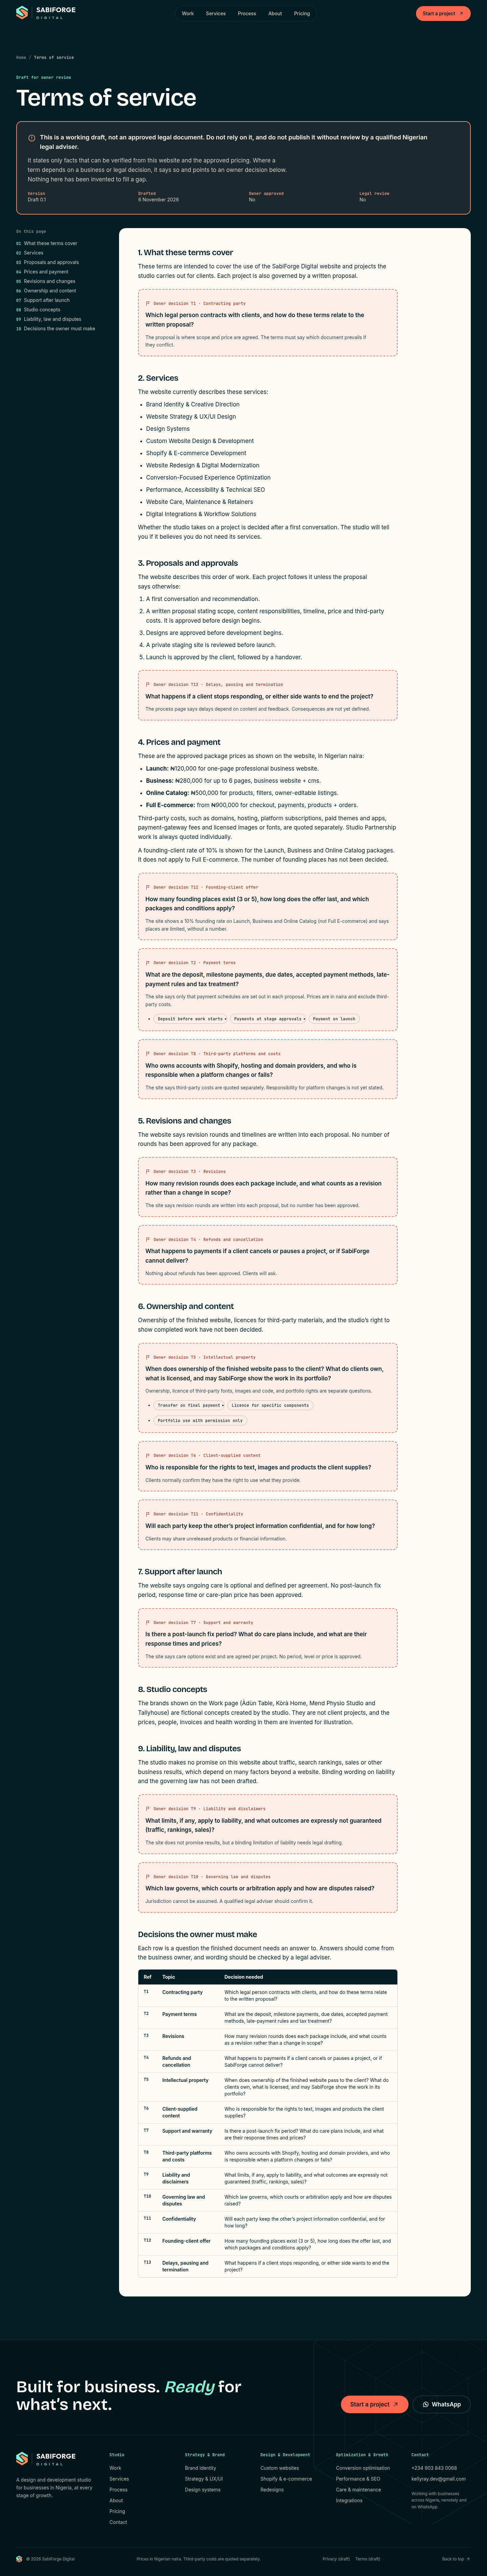 SABIFORGE
DIGITAL
Work
Services
Process
About
Pricing
Start a project
Home / Terms of service
Draft for owner review
Terms of service
This is a working draft, not an approved legal document. Do not rely on it, and do not publish it without review by a qualified Nigerian
legal adviser.
It states only facts that can be verified from this website and the approved pricing. Where a
term depends on a business or legal decision, it says so and points to an owner decision below.
Nothing here has been invented to fill a gap.
Version
Draft 0.1
Drafted
6 November 2026
Owner approved
No
Legal review
No
On this page
01 What these terms cover
02 Services
03 Proposals and approvals
04 Prices and payment
05 Revisions and changes
06 Ownership and content
07 Support after launch
08 Studio concepts
09 Liability, law and disputes
10 Decisions the owner must make
1. What these terms cover
These terms are intended to cover the use of the SabiForge Digital website and projects the
studio carries out for clients. Each project is also governed by a written proposal.
Owner decision T1 · Contracting party
Which legal person contracts with clients, and how do these terms relate to the
written proposal?
The proposal is where scope and price are agreed. The terms must say which document prevails if
they conflict.
2. Services
The website currently describes these services:
• Brand Identity & Creative Direction
• Website Strategy & UX/UI Design
• Design Systems
• Custom Website Design & Development
• Shopify & E-commerce Development
• Website Redesign & Digital Modernization
• Conversion-Focused Experience Optimization
• Performance, Accessibility & Technical SEO
• Website Care, Maintenance & Retainers
• Digital Integrations & Workflow Solutions
Whether the studio takes on a project is decided after a first conversation. The studio will tell
you if it believes you do not need its services.
3. Proposals and approvals
The website describes this order of work. Each project follows it unless the proposal
says otherwise:
1. A first conversation and recommendation.
2. A written proposal stating scope, content responsibilities, timeline, price and third-party
costs. It is approved before design begins.
3. Designs are approved before development begins.
4. A private staging site is reviewed before launch.
5. Launch is approved by the client, followed by a handover.
Owner decision T13 · Delays, pausing and termination
What happens if a client stops responding, or either side wants to end the project?
The process page says delays depend on content and feedback. Consequences are not yet defined.
4. Prices and payment
These are the approved package prices as shown on the website, in Nigerian naira:
• Launch: ₦120,000 for one-page professional business website.
• Business: ₦280,000 for up to 6 pages, business website + cms.
• Online Catalog: ₦500,000 for products, filters, owner-editable listings.
• Full E-commerce: from ₦900,000 for checkout, payments, products + orders.
Third-party costs, such as domains, hosting, platform subscriptions, paid themes and apps,
payment-gateway fees and licensed images or fonts, are quoted separately. Studio Partnership
work is always quoted individually.
A founding-client rate of 10% is shown for the Launch, Business and Online Catalog packages.
It does not apply to Full E-commerce. The number of founding places has not been decided.
Owner decision T12 · Founding-client offer
How many founding places exist (3 or 5), how long does the offer last, and which
packages and conditions apply?
The site shows a 10% founding rate on Launch, Business and Online Catalog (not Full E-commerce) and says
places are limited, without a number.
Owner decision T2 · Payment terms
What are the deposit, milestone payments, due dates, accepted payment methods, late-
payment rules and tax treatment?
The site says only that payment schedules are set out in each proposal. Prices are in naira and exclude third-
party costs.
• Deposit before work starts • Payments at stage approvals • Payment on launch
Owner decision T8 · Third-party platforms and costs
Who owns accounts with Shopify, hosting and domain providers, and who is
responsible when a platform changes or fails?
The site says third-party costs are quoted separately. Responsibility for platform changes is not yet stated.
5. Revisions and changes
The website says revision rounds and timelines are written into each proposal. No number of
rounds has been approved for any package.
Owner decision T3 · Revisions
How many revision rounds does each package include, and what counts as a revision
rather than a change in scope?
The site says revision rounds are written into each proposal, but no number has been approved.
Owner decision T4 · Refunds and cancellation
What happens to payments if a client cancels or pauses a project, or if SabiForge
cannot deliver?
Nothing about refunds has been approved. Clients will ask.
6. Ownership and content
Ownership of the finished website, licences for third-party materials, and the studio's right to
show completed work have not been decided.
Owner decision T5 · Intellectual property
When does ownership of the finished website pass to the client? What do clients own,
what is licensed, and may SabiForge show the work in its portfolio?
Ownership, licence of third-party fonts, images and code, and portfolio rights are separate questions.
• Transfer on final payment • Licence for specific components
• Portfolio use with permission only
Owner decision T6 · Client-supplied content
Who is responsible for the rights to text, images and products the client supplies?
Clients normally confirm they have the right to use what they provide.
Owner decision T11 · Confidentiality
Will each party keep the other's project information confidential, and for how long?
Clients may share unreleased products or financial information.
7. Support after launch
The website says ongoing care is optional and defined per agreement. No post-launch fix
period, response time or care-plan price has been approved.
Owner decision T7 · Support and warranty
Is there a post-launch fix period? What do care plans include, and what are their
response times and prices?
The site says care options exist and are agreed per project. No period, level or price is approved.
8. Studio concepts
The brands shown on the Work page (Adùn Table, Kòrà Home, Mend Physio Studio and
Tallyhouse) are fictional concepts created by the studio. They are not client projects, and the
prices, people, invoices and health wording in them are invented for illustration.
9. Liability, law and disputes
The studio makes no promise on this website about traffic, search rankings, sales or other
business results, which depend on many factors beyond a website. Binding wording on liability
and the governing law has not been drafted.
Owner decision T9 · Liability and disclaimers
What limits, if any, apply to liability, and what outcomes are expressly not guaranteed
(traffic, rankings, sales)?
The site does not promise results, but a binding limitation of liability needs legal drafting.
Owner decision T10 · Governing law and disputes
Which law governs, which courts or arbitration apply and how are disputes raised?
Jurisdiction cannot be assumed. A qualified legal adviser should confirm it.
Decisions the owner must make
Each row is a question the finished document needs an answer to. Answers should come from
the business owner, and wording should be checked by a legal adviser.
Ref Topic Decision needed
T1 Contracting party Which legal person contracts with clients, and how do these terms relate
to the written proposal?
T2 Payment terms What are the deposit, milestone payments, due dates, accepted payment
methods, late-payment rules and tax treatment?
T3 Revisions How many revision rounds does each package include, and what counts
as a revision rather than a change in scope?
T4 Refunds and cancellation What happens to payments if a client cancels or pauses a project, or if
SabiForge cannot deliver?
T5 Intellectual property When does ownership of the finished website pass to the client? What do
clients own, what is licensed, and may SabiForge show the work in its
portfolio?
T6 Client-supplied content Who is responsible for the rights to text, images and products the client
supplies?
T7 Support and warranty Is there a post-launch fix period? What do care plans include, and what
are their response times and prices?
T8 Third-party platforms and costs Who owns accounts with Shopify, hosting and domain providers, and who
is responsible when a platform changes or fails?
T9 Liability and disclaimers What limits, if any, apply to liability, and what outcomes are expressly not
guaranteed (traffic, rankings, sales)?
T10 Governing law and disputes Which law governs, which courts or arbitration apply and how are disputes
raised?
T11 Confidentiality Will each party keep the other's project information confidential, and for
how long?
T12 Founding-client offer How many founding places exist (3 or 5), how long does the offer last, and
which packages and conditions apply?
T13 Delays, pausing and termination What happens if a client stops responding, or either side wants to end the
project?
Built for business. Ready for
what's next.
Start a project
WhatsApp
SABIFORGE
DIGITAL
A design and development studio
for businesses in Nigeria, at every
stage of growth.
Studio
Work
Services
Process
About
Pricing
Contact
Strategy & Brand
Brand identity
Strategy & UX/UI
Design systems
Design & Development
Custom websites
Shopify & e-commerce
Redesigns
Optimization & Growth
Conversion optimisation
Performance & SEO
Care & maintenance
Integrations
Contact
+234 903 843 0068
kellyray.dev@gmail.com
Working with businesses
across Nigeria, remotely and
on WhatsApp.
© 2026 SabiForge Digital
Prices in Nigerian naira. Third-party costs are quoted separately.
Privacy (draft)
Terms (draft)
Back to top